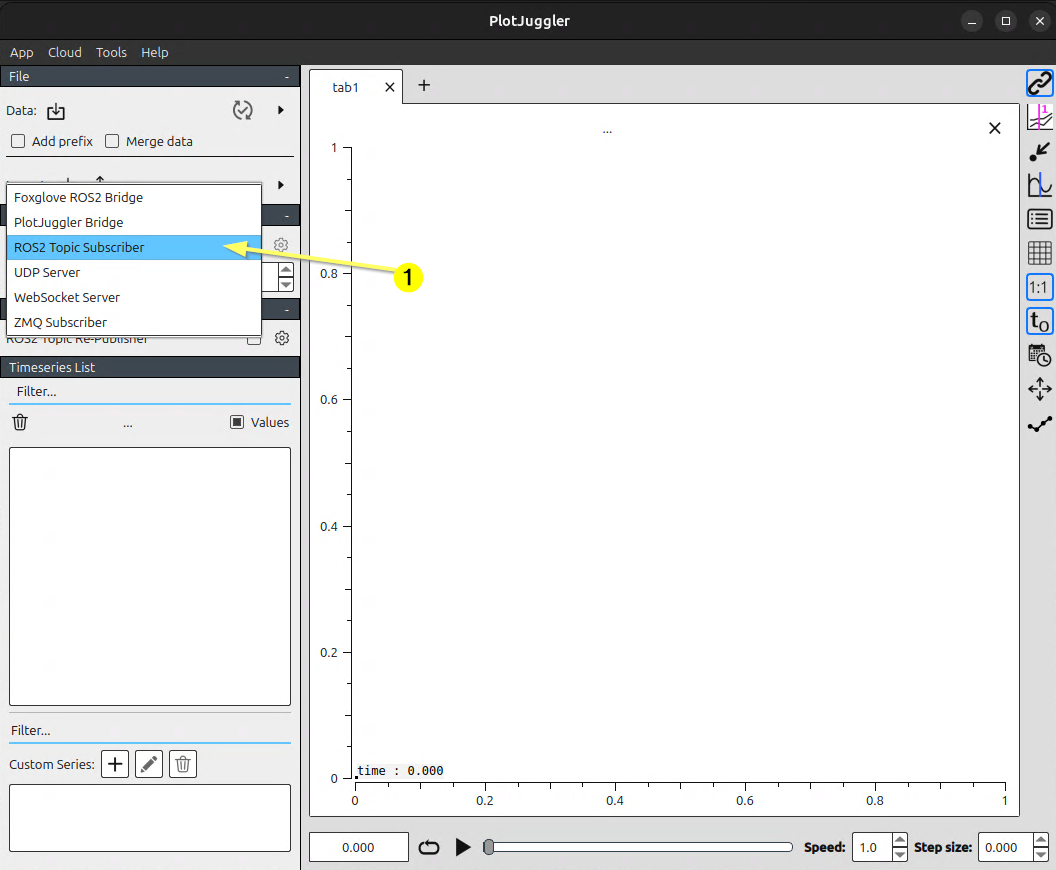 PlotJuggler
App Cloud Tools Help
File -
Data:
Add prefix Merge data
Foxglove ROS2 Bridge
PlotJuggler Bridge
ROS2 Topic Subscriber
UDP Server
WebSocket Server
ZMQ Subscriber
ROS2 Topic Re-Publisher
Timeseries List
Filter...
... Values
Filter...
Custom Series:
1
tab1
...
1
0.8
0.6
0.4
0.2
0
time : 0.000
0 0.2 0.4 0.6 0.8 1
0.000 Speed: 1.0 Step size: 0.000
1
1:1
t0